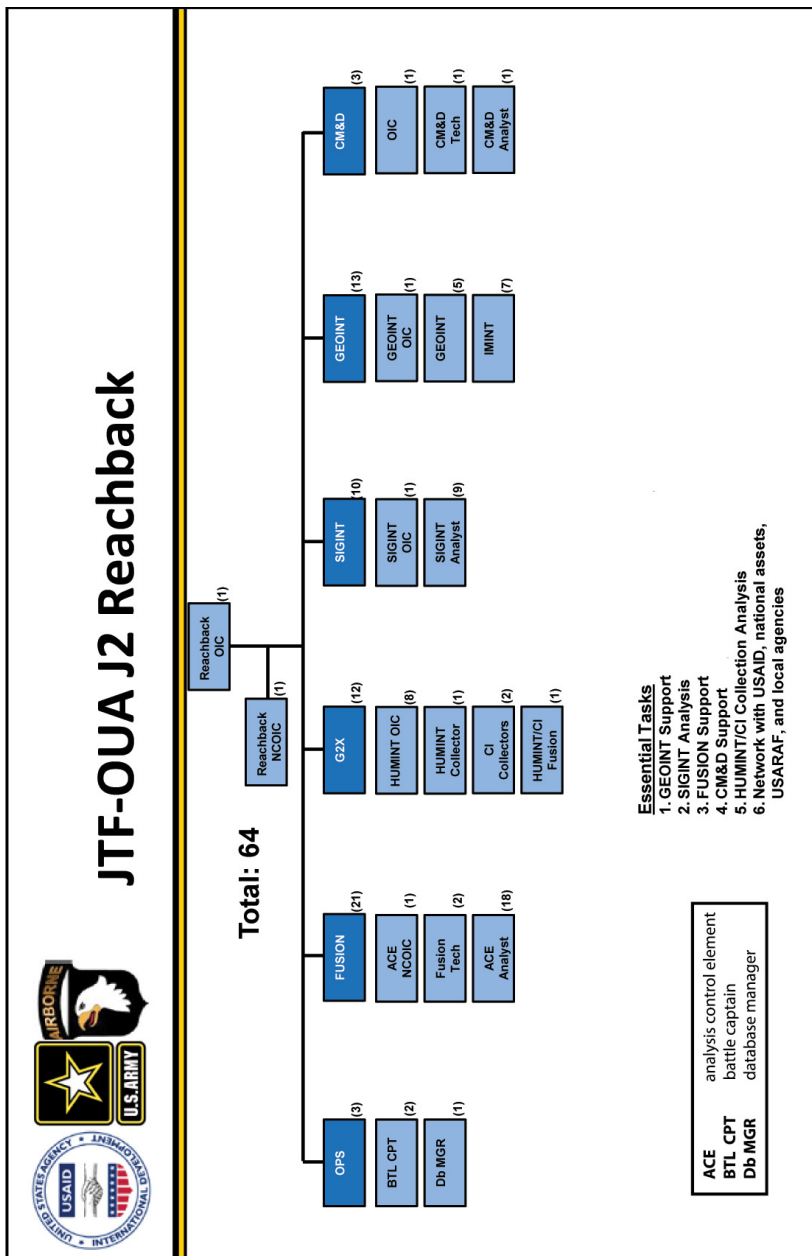 UNITED STATES AGENCY
USAID
INTERNATIONAL DEVELOPMENT
U.S.ARMY
AIRBORNE
JTF-OUA J2 Reachback
Reachback
OIC
(1)
Reachback
NCOIC
(1)
Total: 64
OPS
(3)
BTL CPT
(2)
Db MGR
(1)
FUSION
(21)
ACE
NCOIC
(1)
Fusion
Tech
(2)
ACE
Analyst
(18)
G2X
(12)
HUMINT OIC
(8)
HUMINT
Collector
(1)
CI
Collectors
(2)
HUMINT/CI
Fusion
(1)
SIGINT
(10)
SIGINT
OIC
(1)
SIGINT
Analyst
(9)
GEOINT
(13)
GEOINT
OIC
(1)
GEOINT
(5)
IMINT
(7)
CM&D
(3)
OIC
(1)
CM&D
Tech
(1)
CM&D
Analyst
(1)
ACE analysis control element
BTL CPT battle captain
Db MGR database manager
Essential Tasks
1. GEOINT Support
2. SIGINT Analysis
3. FUSION Support
4. CM&D Support
5. HUMINT/CI Collection Analysis
6. Network with USAID, national assets,
USARAF, and local agencies